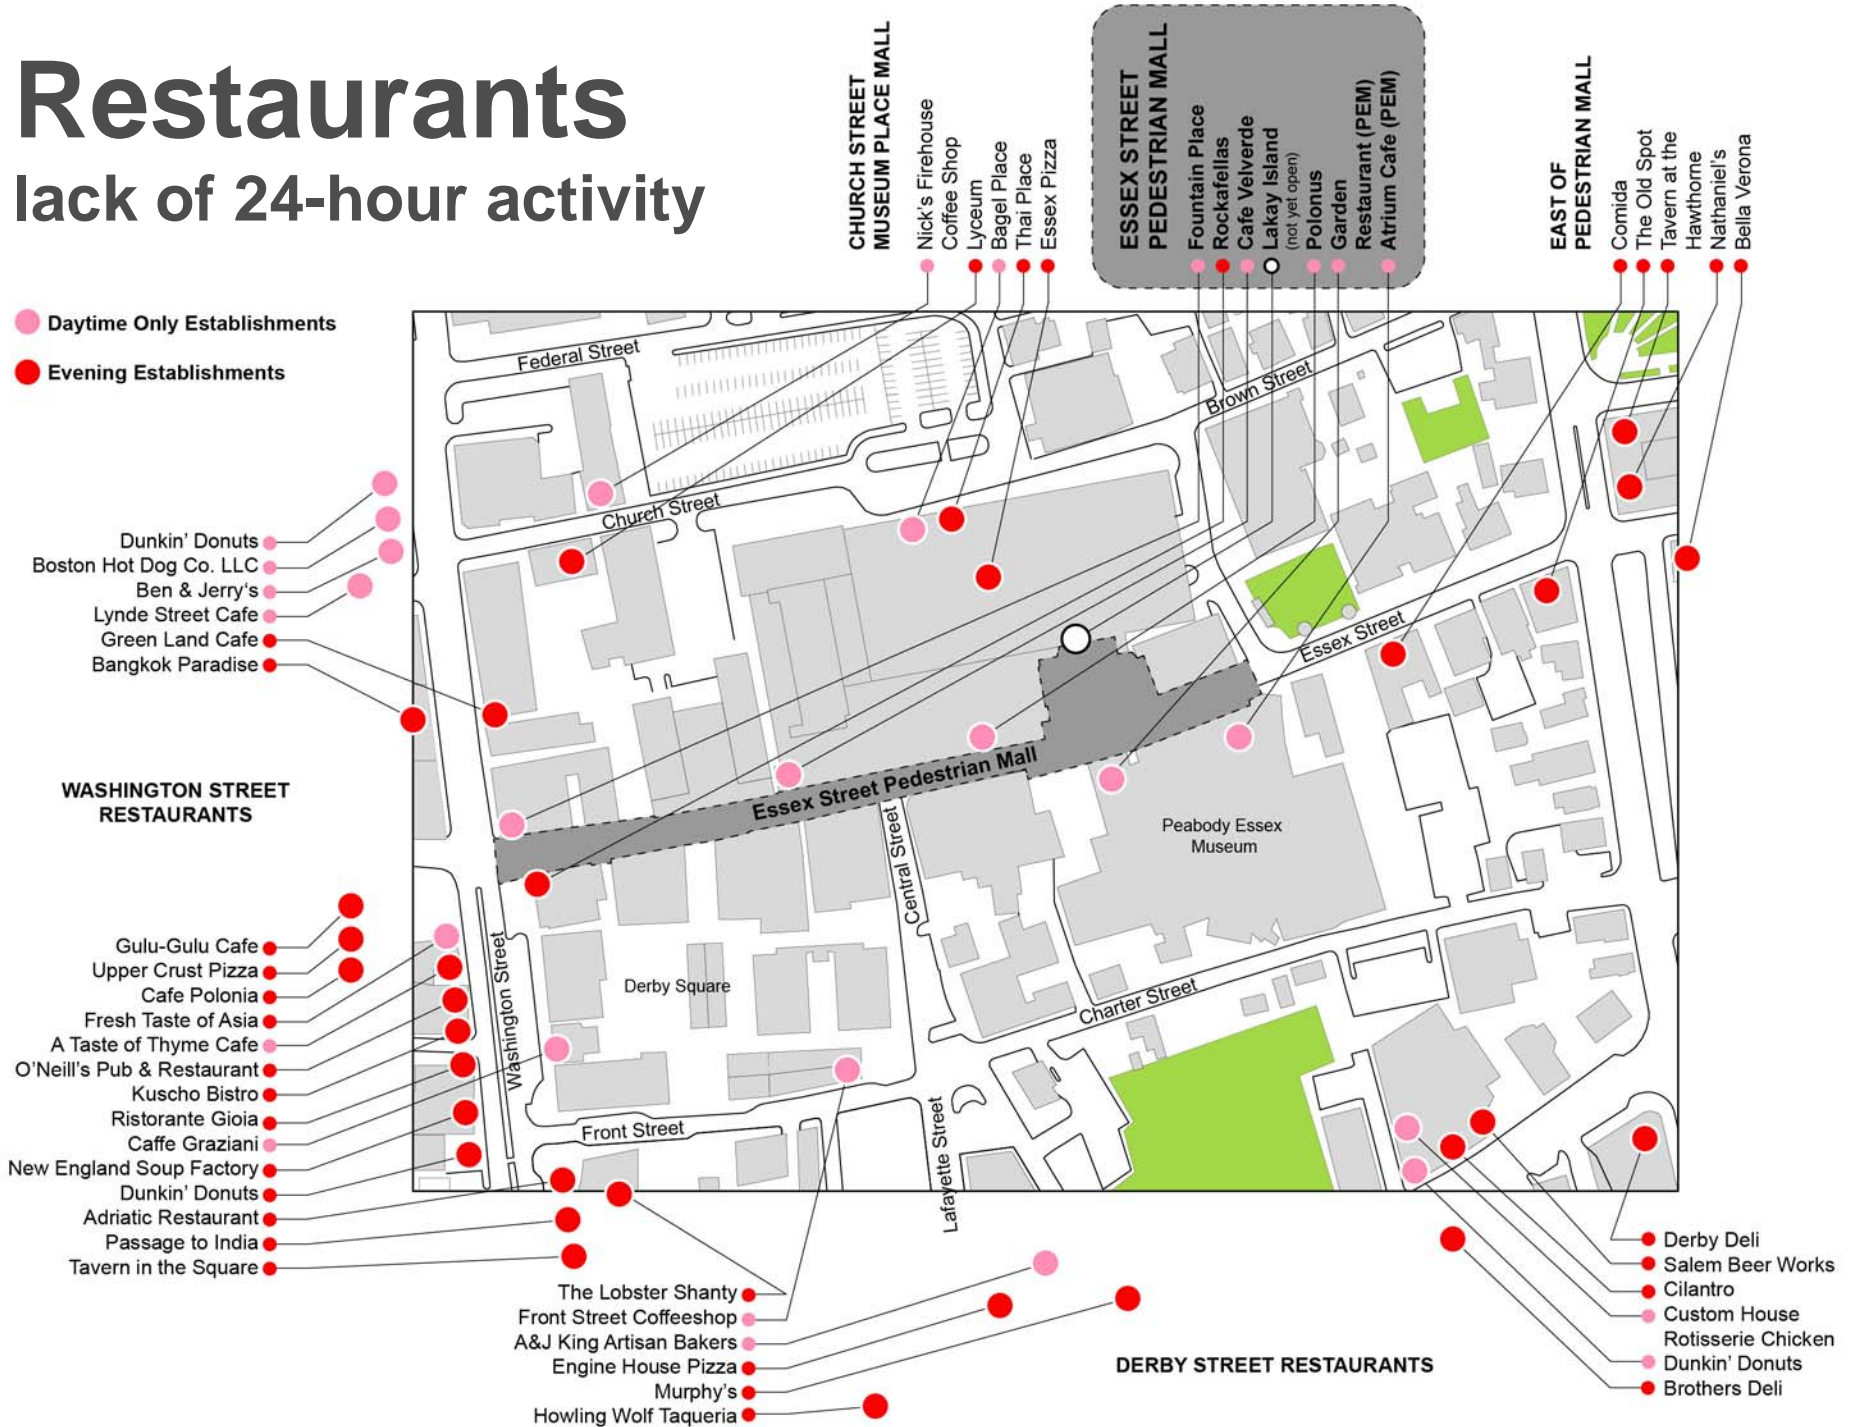 Restaurants
lack of 24-hour activity
Daytime Only Establishments
Evening Establishments
CHURCH STREET
MUSEUM PLACE MALL
Nick's Firehouse
Coffee Shop
Lyceum
Bagel Place
Thai Place
Essex Pizza
ESSEX STREET
PEDESTRIAN MALL
Fountain Place
Rockafellas
Cafe Velverde
Lakay Island
(not yet open)
Polonus
Garden
Restaurant (PEM)
Atrium Cafe (PEM)
EAST OF
PEDESTRIAN MALL
Comida
The Old Spot
Tavern at the
Hawthorne
Nathaniel's
Bella Verona
Federal Street
Brown Street
Church Street
Essex Street
Essex Street Pedestrian Mall
Central Street
Peabody Essex
Museum
Derby Square
Washington Street
Charter Street
Front Street
Lafayette Street
Dunkin' Donuts
Boston Hot Dog Co. LLC
Ben & Jerry's
Lynde Street Cafe
Green Land Cafe
Bangkok Paradise
WASHINGTON STREET
RESTAURANTS
Gulu-Gulu Cafe
Upper Crust Pizza
Cafe Polonia
Fresh Taste of Asia
A Taste of Thyme Cafe
O'Neill's Pub & Restaurant
Kuscho Bistro
Ristorante Gioia
Caffe Graziani
New England Soup Factory
Dunkin' Donuts
Adriatic Restaurant
Passage to India
Tavern in the Square
The Lobster Shanty
Front Street Coffeeshop
A&J King Artisan Bakers
Engine House Pizza
Murphy's
Howling Wolf Taqueria
DERBY STREET RESTAURANTS
Derby Deli
Salem Beer Works
Cilantro
Custom House
Rotisserie Chicken
Dunkin' Donuts
Brothers Deli